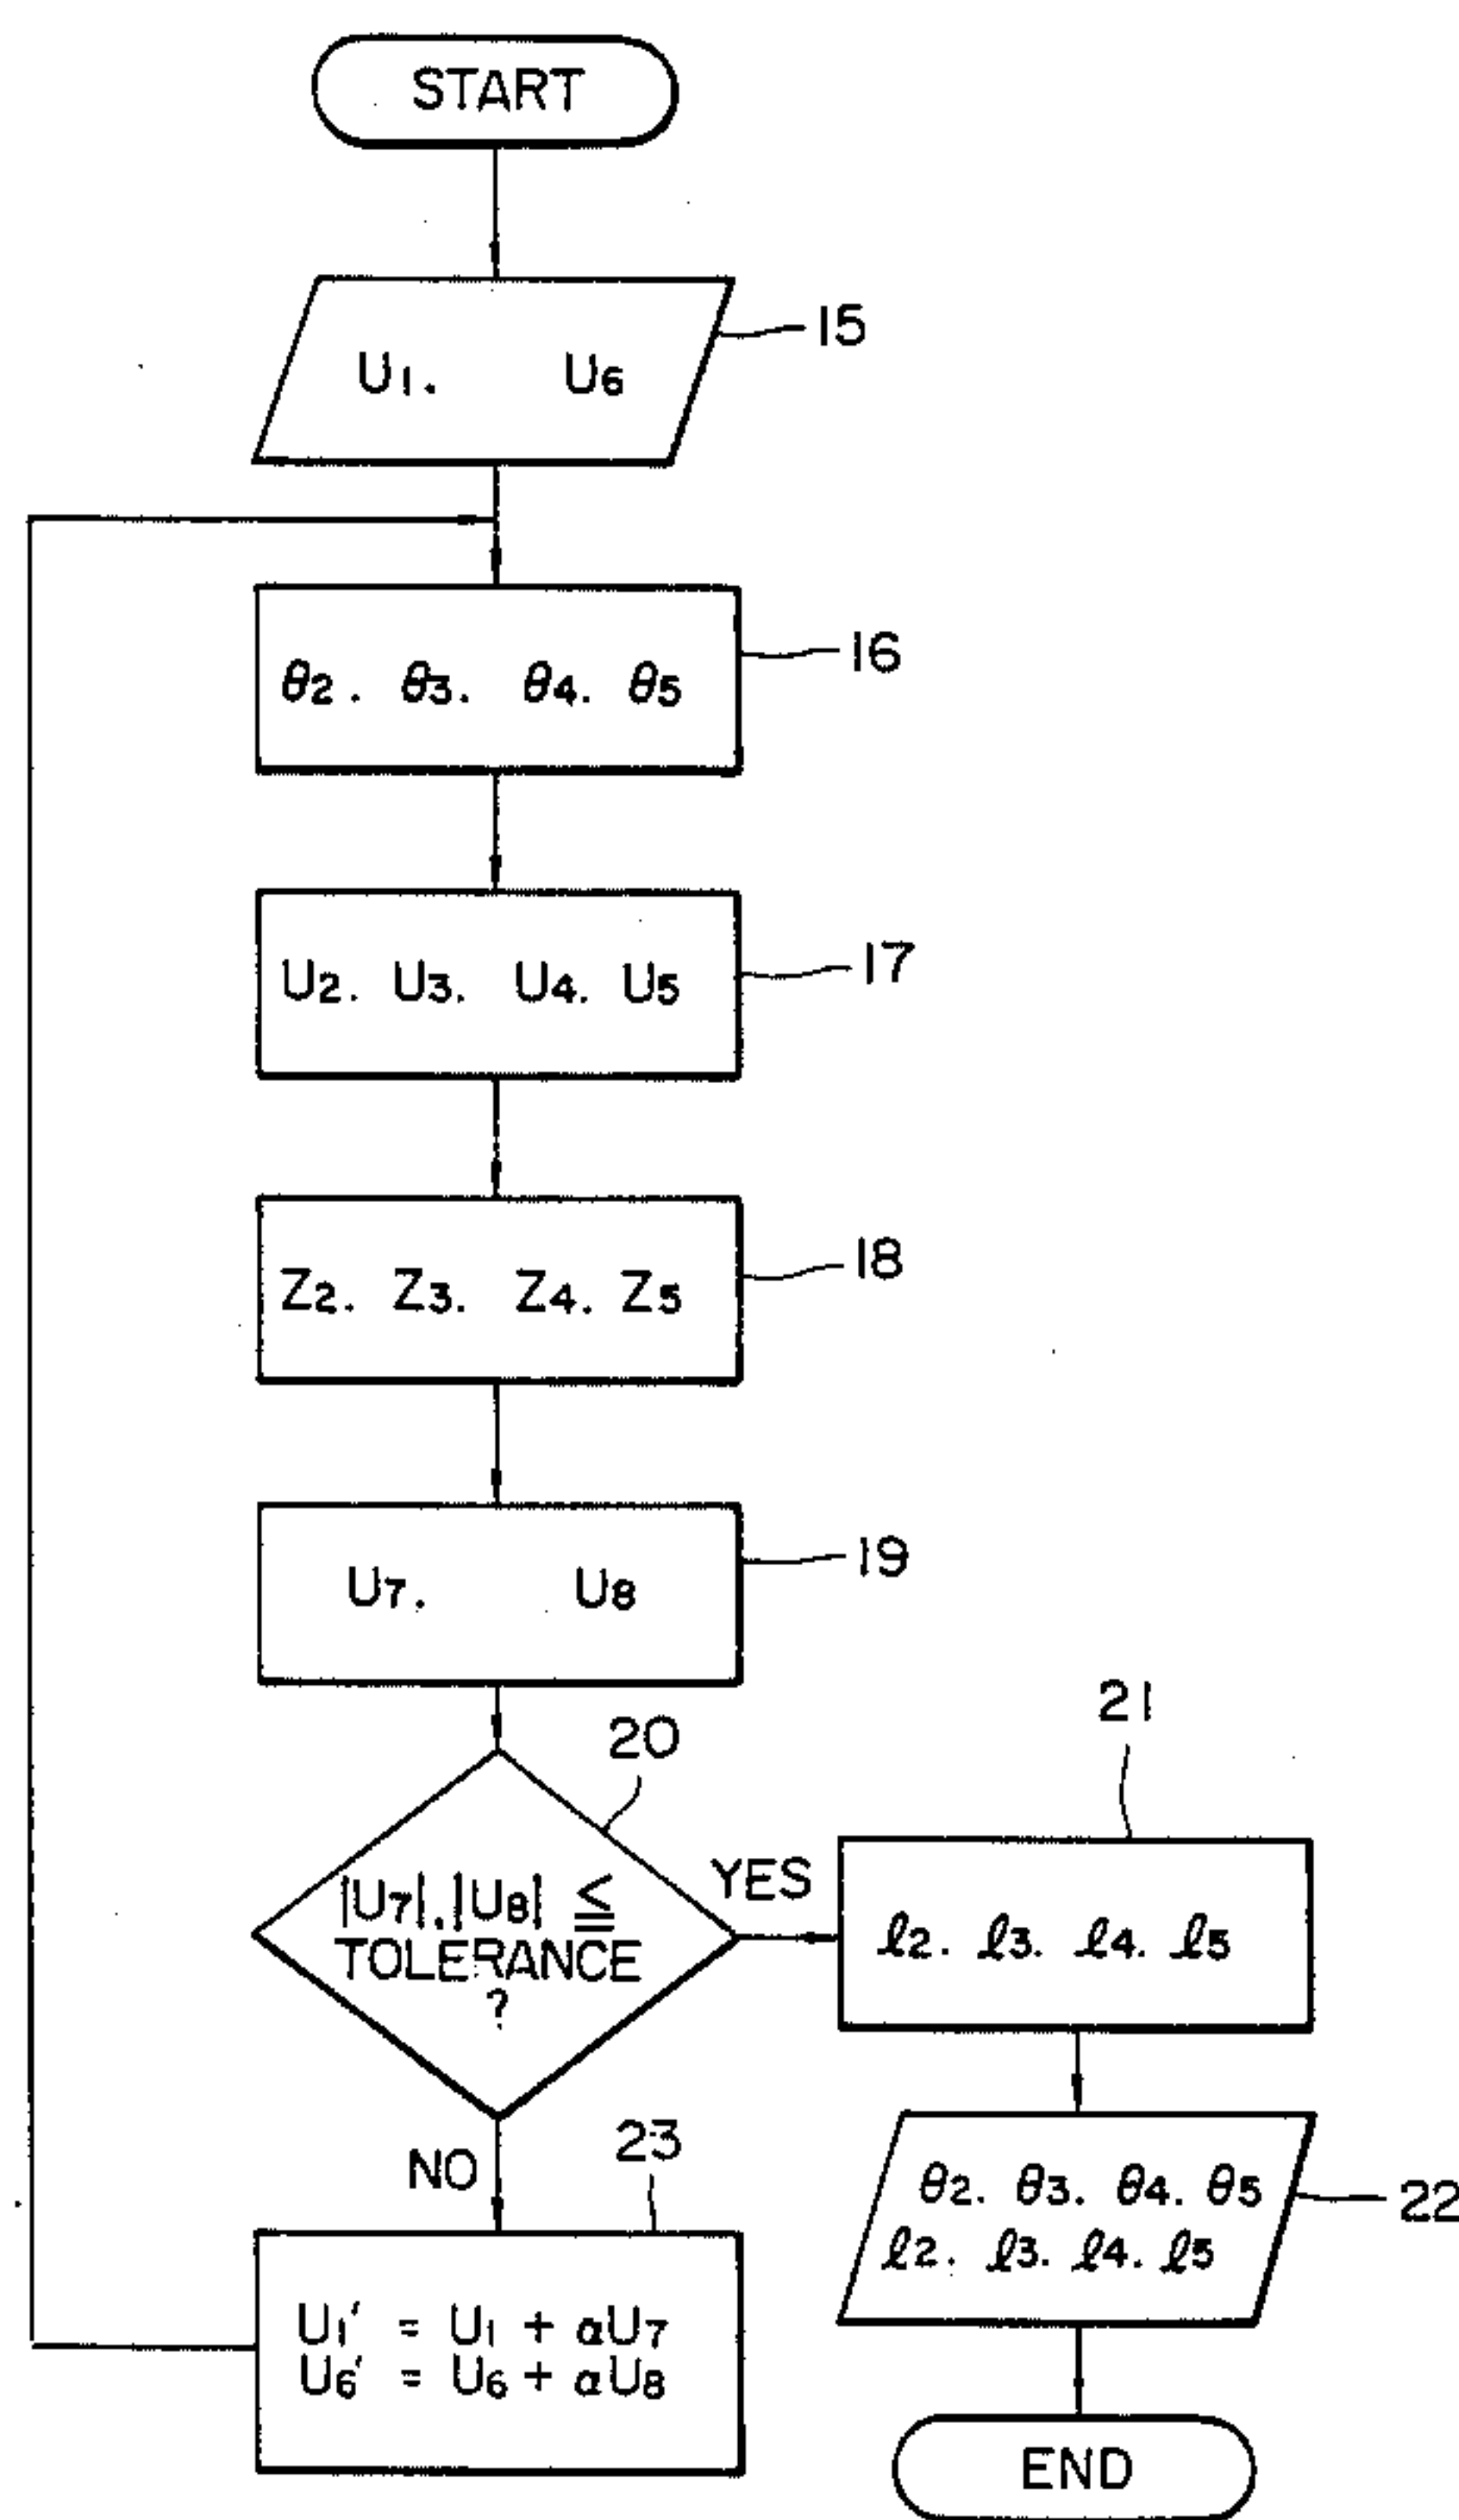 START
U1. U6
15
θ2. θ3. θ4. θ5
16
U2. U3. U4. U5
17
Z2. Z3. Z4. Z5
18
U7. U8
19
20
|U7|.|U8| ≦
TOLERANCE
?
YES
21
ℓ2. ℓ3. ℓ4. ℓ5
NO
23
U1' = U1 + αU7
U6' = U6 + αU8
θ2. θ3. θ4. θ5
ℓ2. ℓ3. ℓ4. ℓ5
22
END